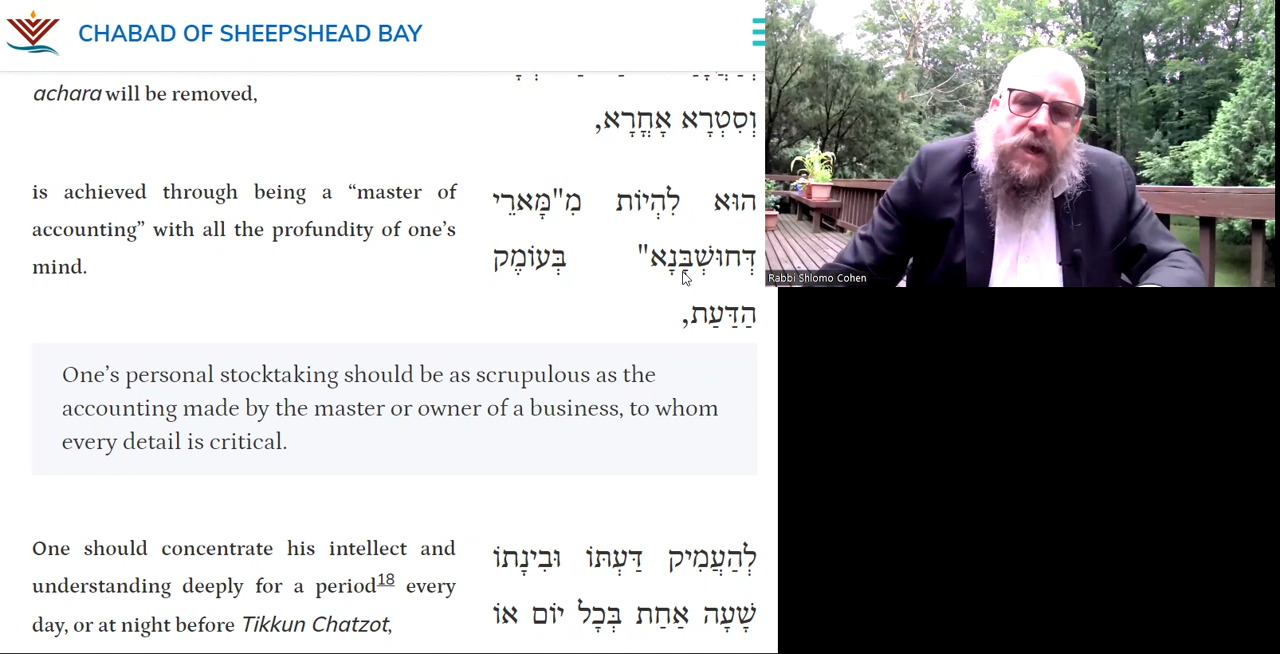 CHABAD OF SHEEPSHEAD BAY
achara will be removed,
וְסִטְרָא אָחֳרָא,
is achieved through being a “master of
accounting” with all the profundity of one’s
mind.
הוּא לִהְיוֹת מִ"מָּארֵי
דְּחוּשְׁבְּנָא" בְּעוֹמֶק
הַדַּעַת,
One’s personal stocktaking should be as scrupulous as the
accounting made by the master or owner of a business, to whom
every detail is critical.
One should concentrate his intellect and
understanding deeply for a period18 every
day, or at night before Tikkun Chatzot,
לְהַעֲמִיק דַּעְתּוֹ וּבִינָתוֹ
שָׁעָה אַחַת בְּכָל יוֹם אוֹ
Rabbi Shlomo Cohen